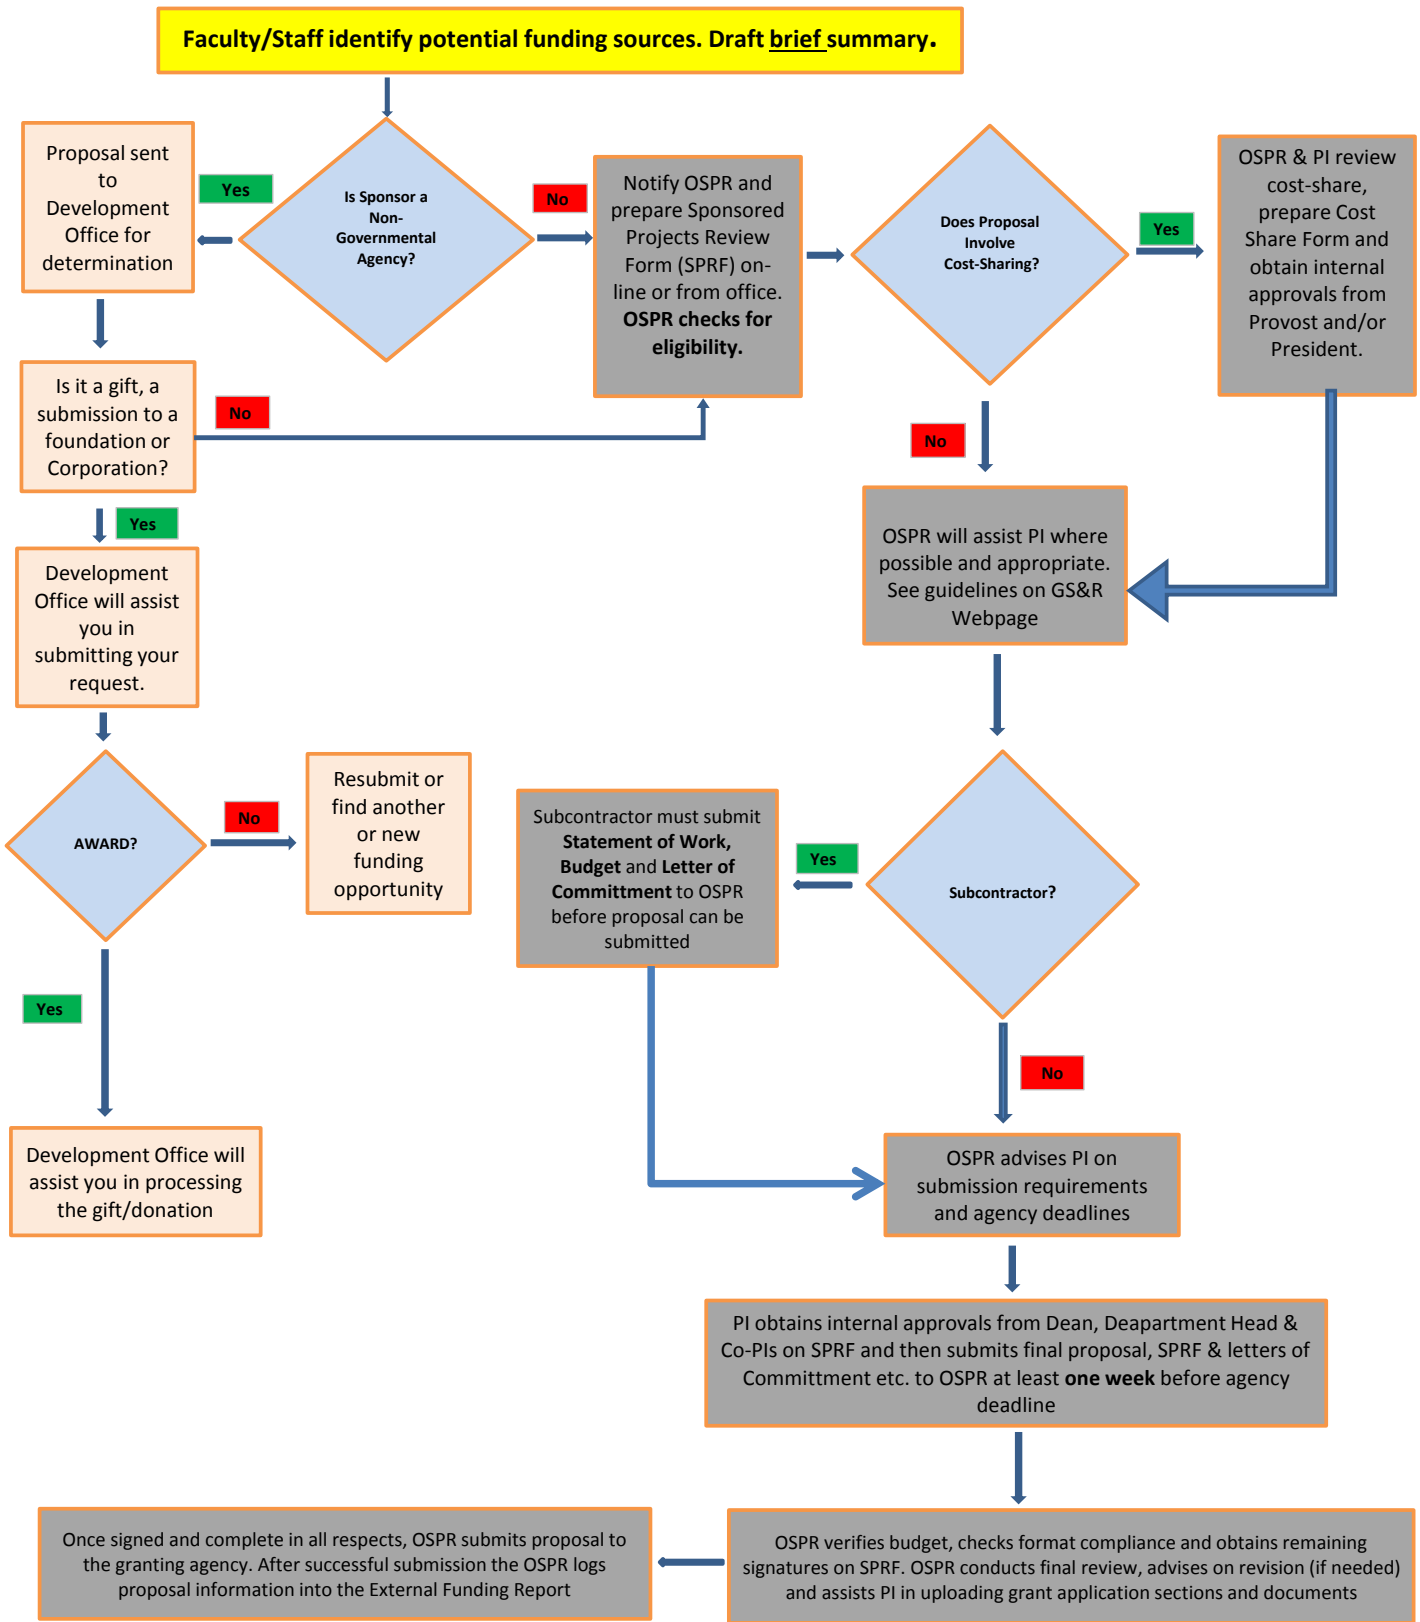 Faculty/Staff identify potential funding sources. Draft brief summary.
Proposal sent
to
Development
Office for
determination
Yes
Is Sponsor a
Non-
Governmental
Agency?
No
Notify OSPR and
prepare Sponsored
Projects Review
Form (SPRF) on-
line or from office.
OSPR checks for
eligibility.
Does Proposal
Involve
Cost-Sharing?
Yes
OSPR & PI review
cost-share,
prepare Cost
Share Form and
obtain internal
approvals from
Provost and/or
President.
Is it a gift, a
submission to a
foundation or
Corporation?
No
No
Yes
OSPR will assist PI where
possible and appropriate.
See guidelines on GS&R
Webpage
Development
Office will assist
you in
submitting your
request.
AWARD?
No
Resubmit or
find another
or new
funding
opportunity
Subcontractor must submit
Statement of Work,
Budget and Letter of
Committment to OSPR
before proposal can be
submitted
Yes
Subcontractor?
Yes
No
Development Office will
assist you in processing
the gift/donation
OSPR advises PI on
submission requirements
and agency deadlines
PI obtains internal approvals from Dean, Deapartment Head &
Co-PIs on SPRF and then submits final proposal, SPRF & letters of
Committment etc. to OSPR at least one week before agency
deadline
Once signed and complete in all respects, OSPR submits proposal to
the granting agency. After successful submission the OSPR logs
proposal information into the External Funding Report
OSPR verifies budget, checks format compliance and obtains remaining
signatures on SPRF. OSPR conducts final review, advises on revision (if needed)
and assists PI in uploading grant application sections and documents